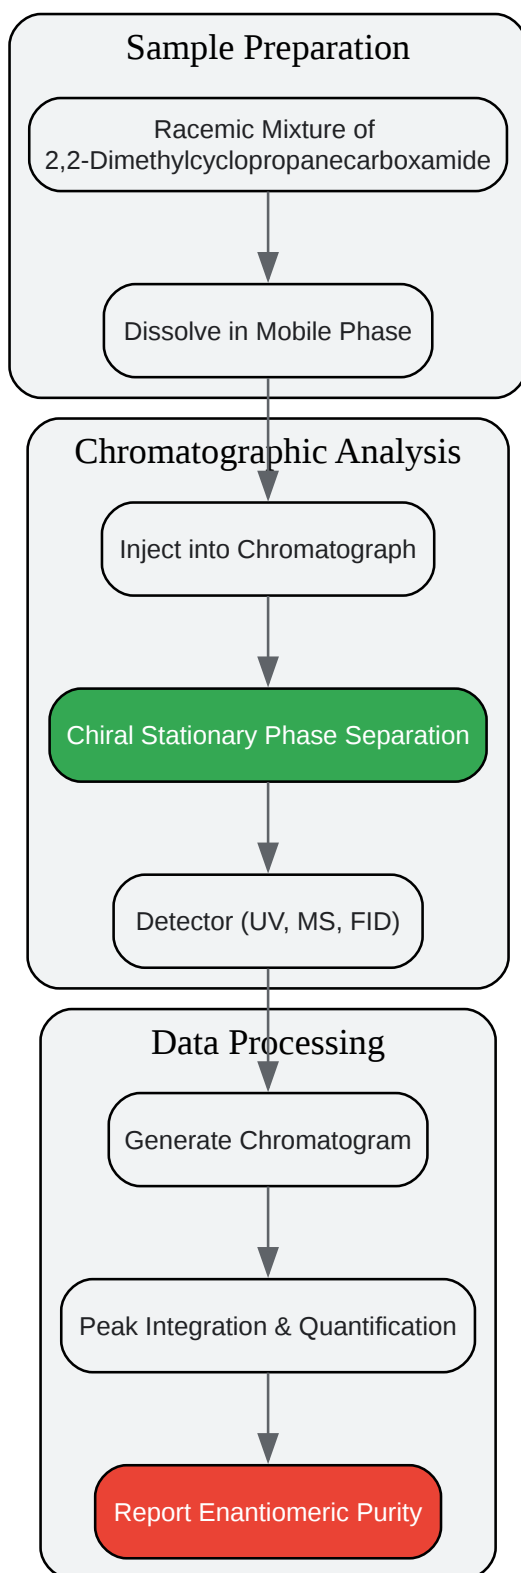 Sample Preparation
Racemic Mixture of
2,2-Dimethylcyclopropanecarboxamide
Dissolve in Mobile Phase
Chromatographic Analysis
Inject into Chromatograph
Chiral Stationary Phase Separation
Detector (UV, MS, FID)
Data Processing
Generate Chromatogram
Peak Integration & Quantification
Report Enantiomeric Purity